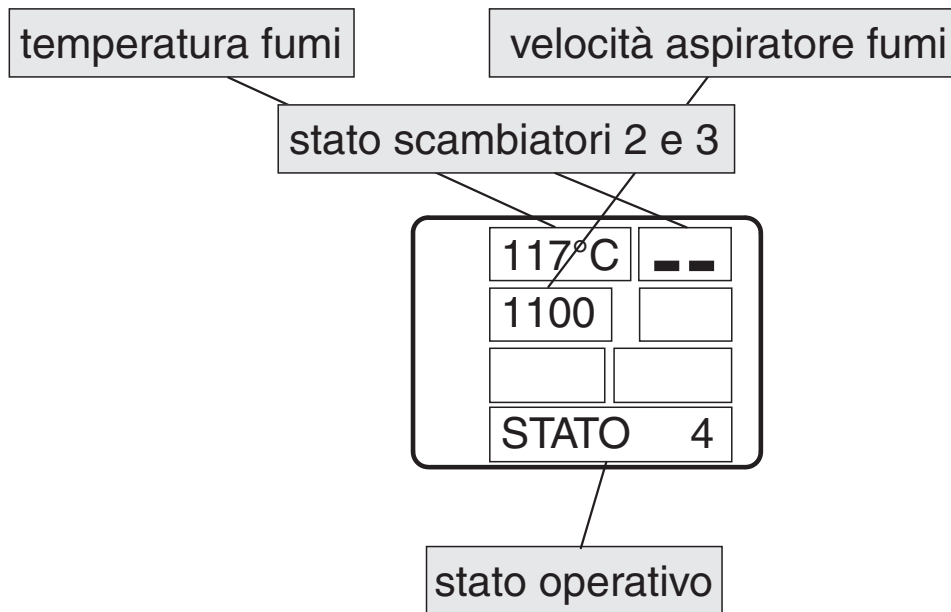 temperatura fumi
velocità aspiratore fumi
stato scambiatori 2 e 3
117°C
1100
STATO 4
stato operativo